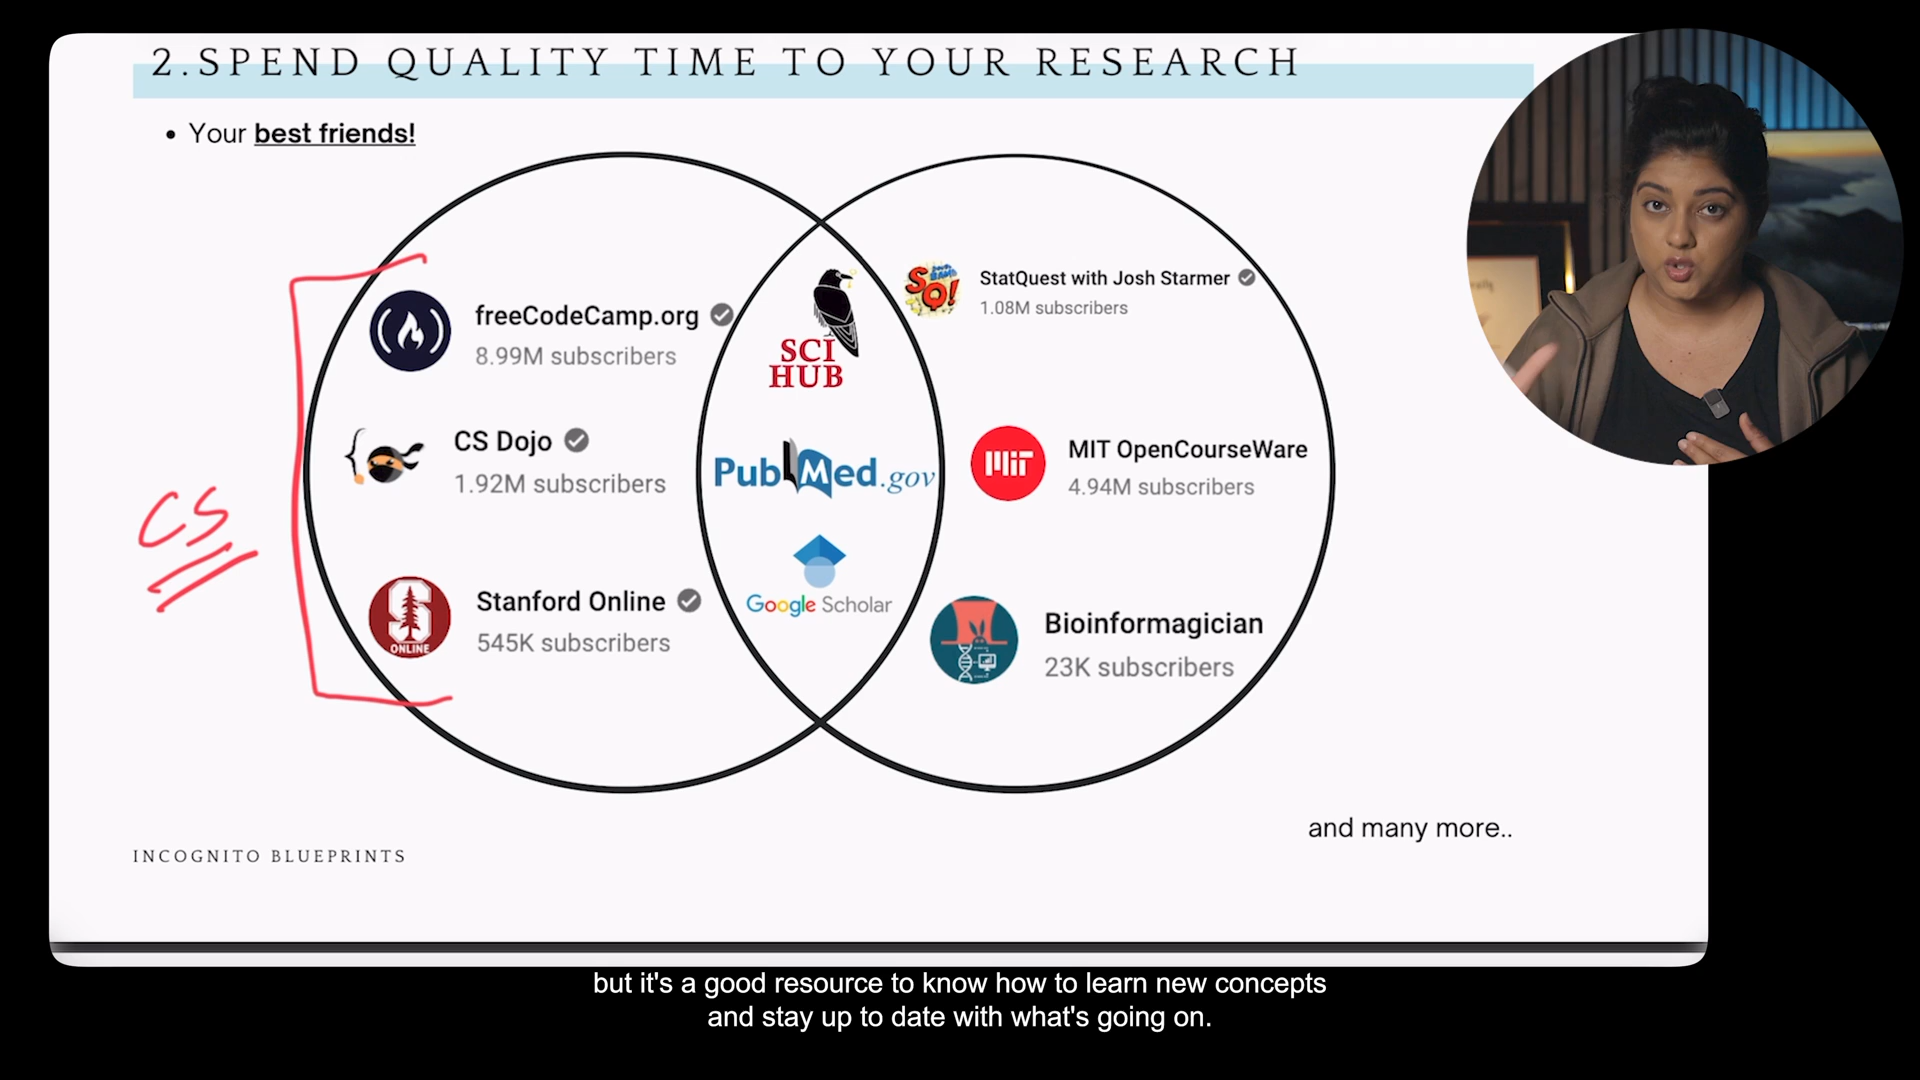 2.SPEND QUALITY TIME TO YOUR RESEARCH
• Your best friends!
freeCodeCamp.org
8.99M subscribers
CS Dojo
1.92M subscribers
Stanford Online
545K subscribers
ONLINE
CS
SCI
HUB
PubMed.gov
Google Scholar
SQ!
StatQuest with Josh Starmer
1.08M subscribers
MIT
MIT OpenCourseWare
4.94M subscribers
Bioinformagician
23K subscribers
and many more..
INCOGNITO BLUEPRINTS
but it's a good resource to know how to learn new concepts
and stay up to date with what's going on.